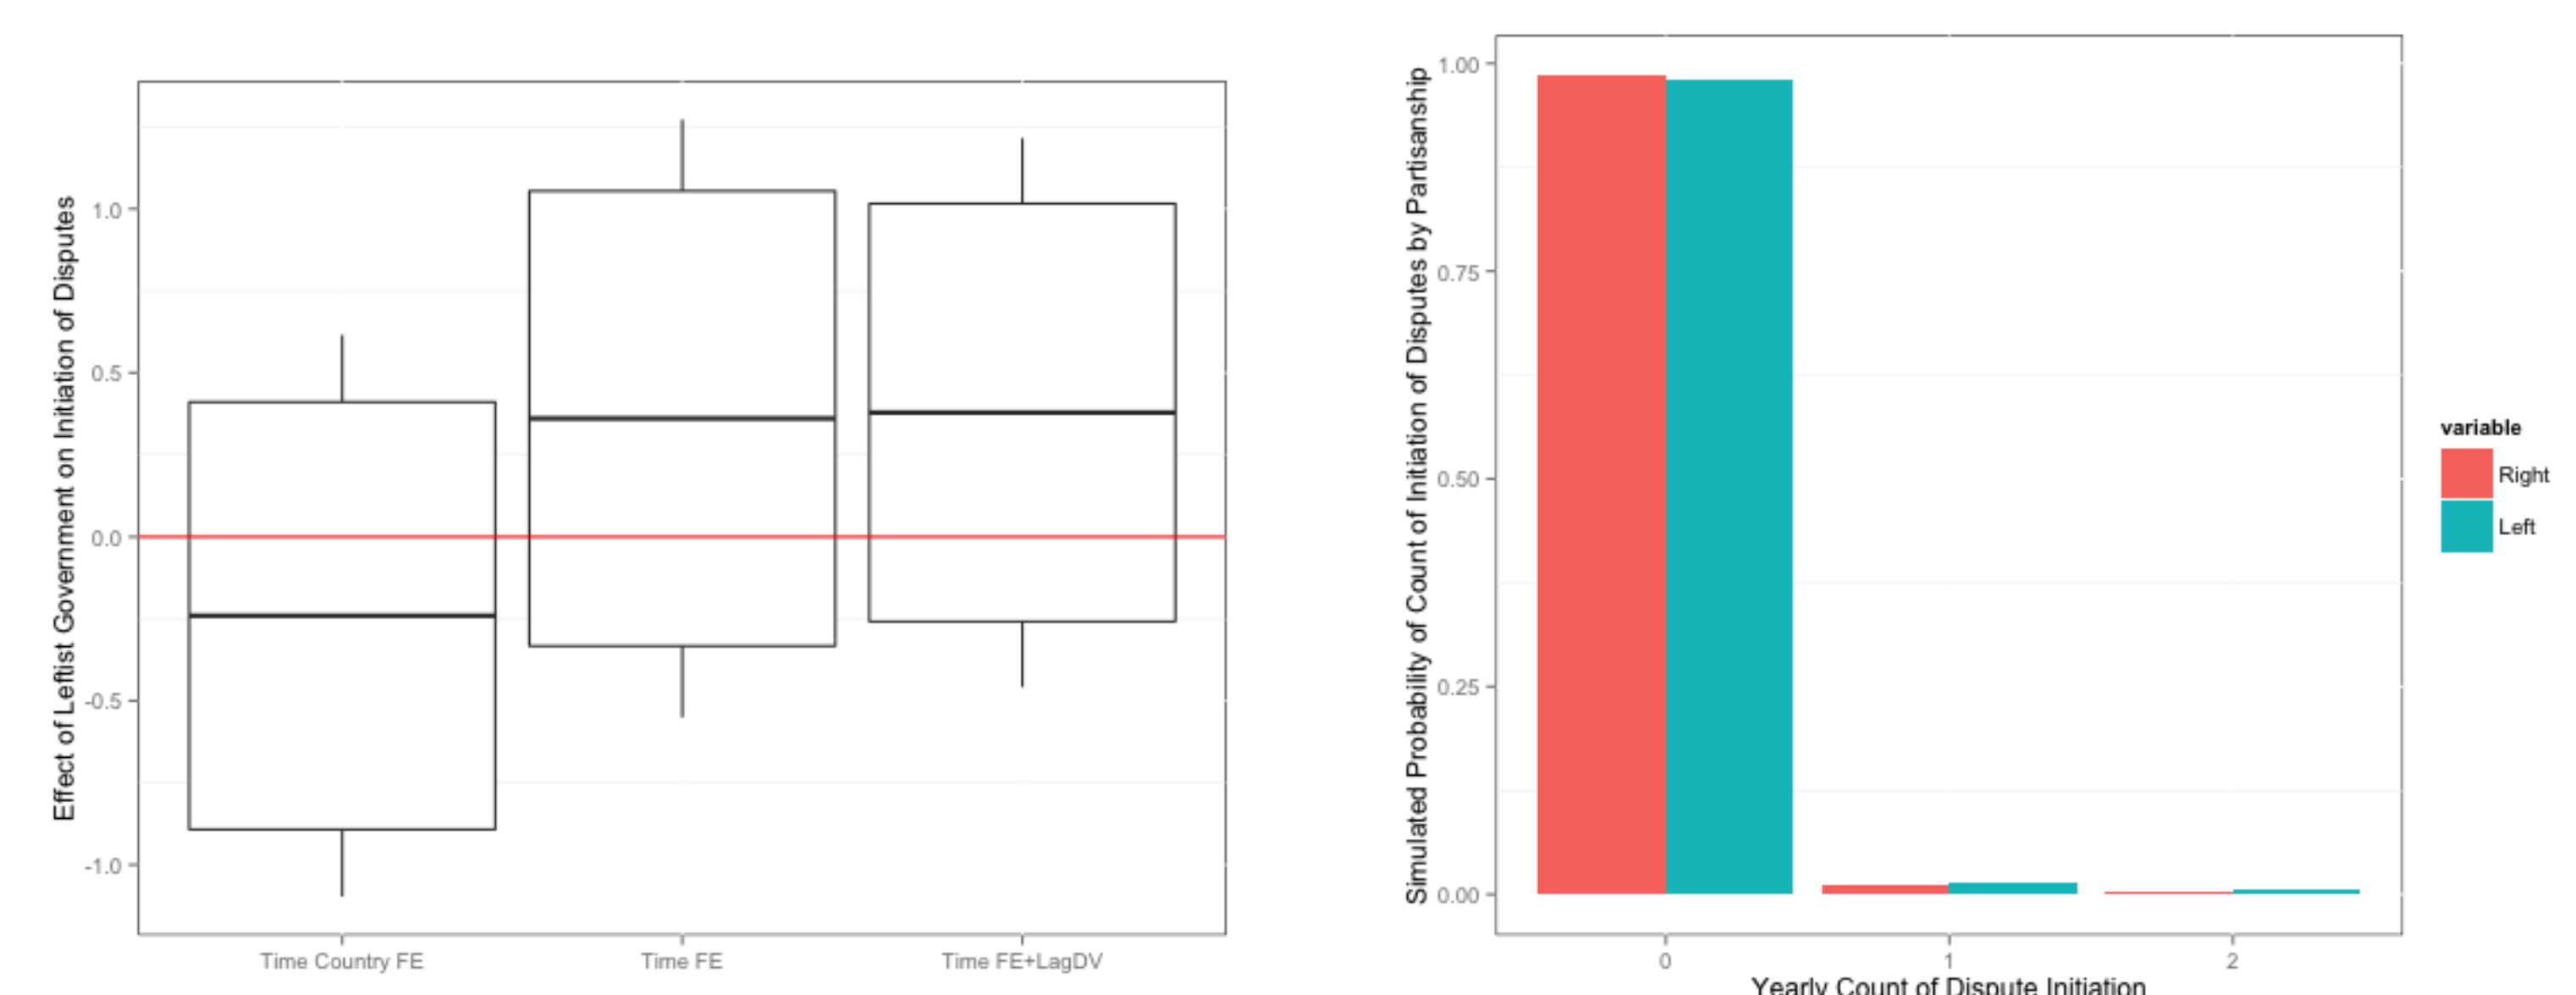 Effect of Leftist Government on Initiation of Disputes
1.0
0.5
0.0
-0.5
-1.0
Time Country FE
Time FE
Time FE+LagDV
Simulated Probability of Count of Initiation of Disputes by Partisanship
1.00
0.75
0.50
0.25
0.00
0
1
2
Yearly Count of Dispute Initiation
variable
Right
Left